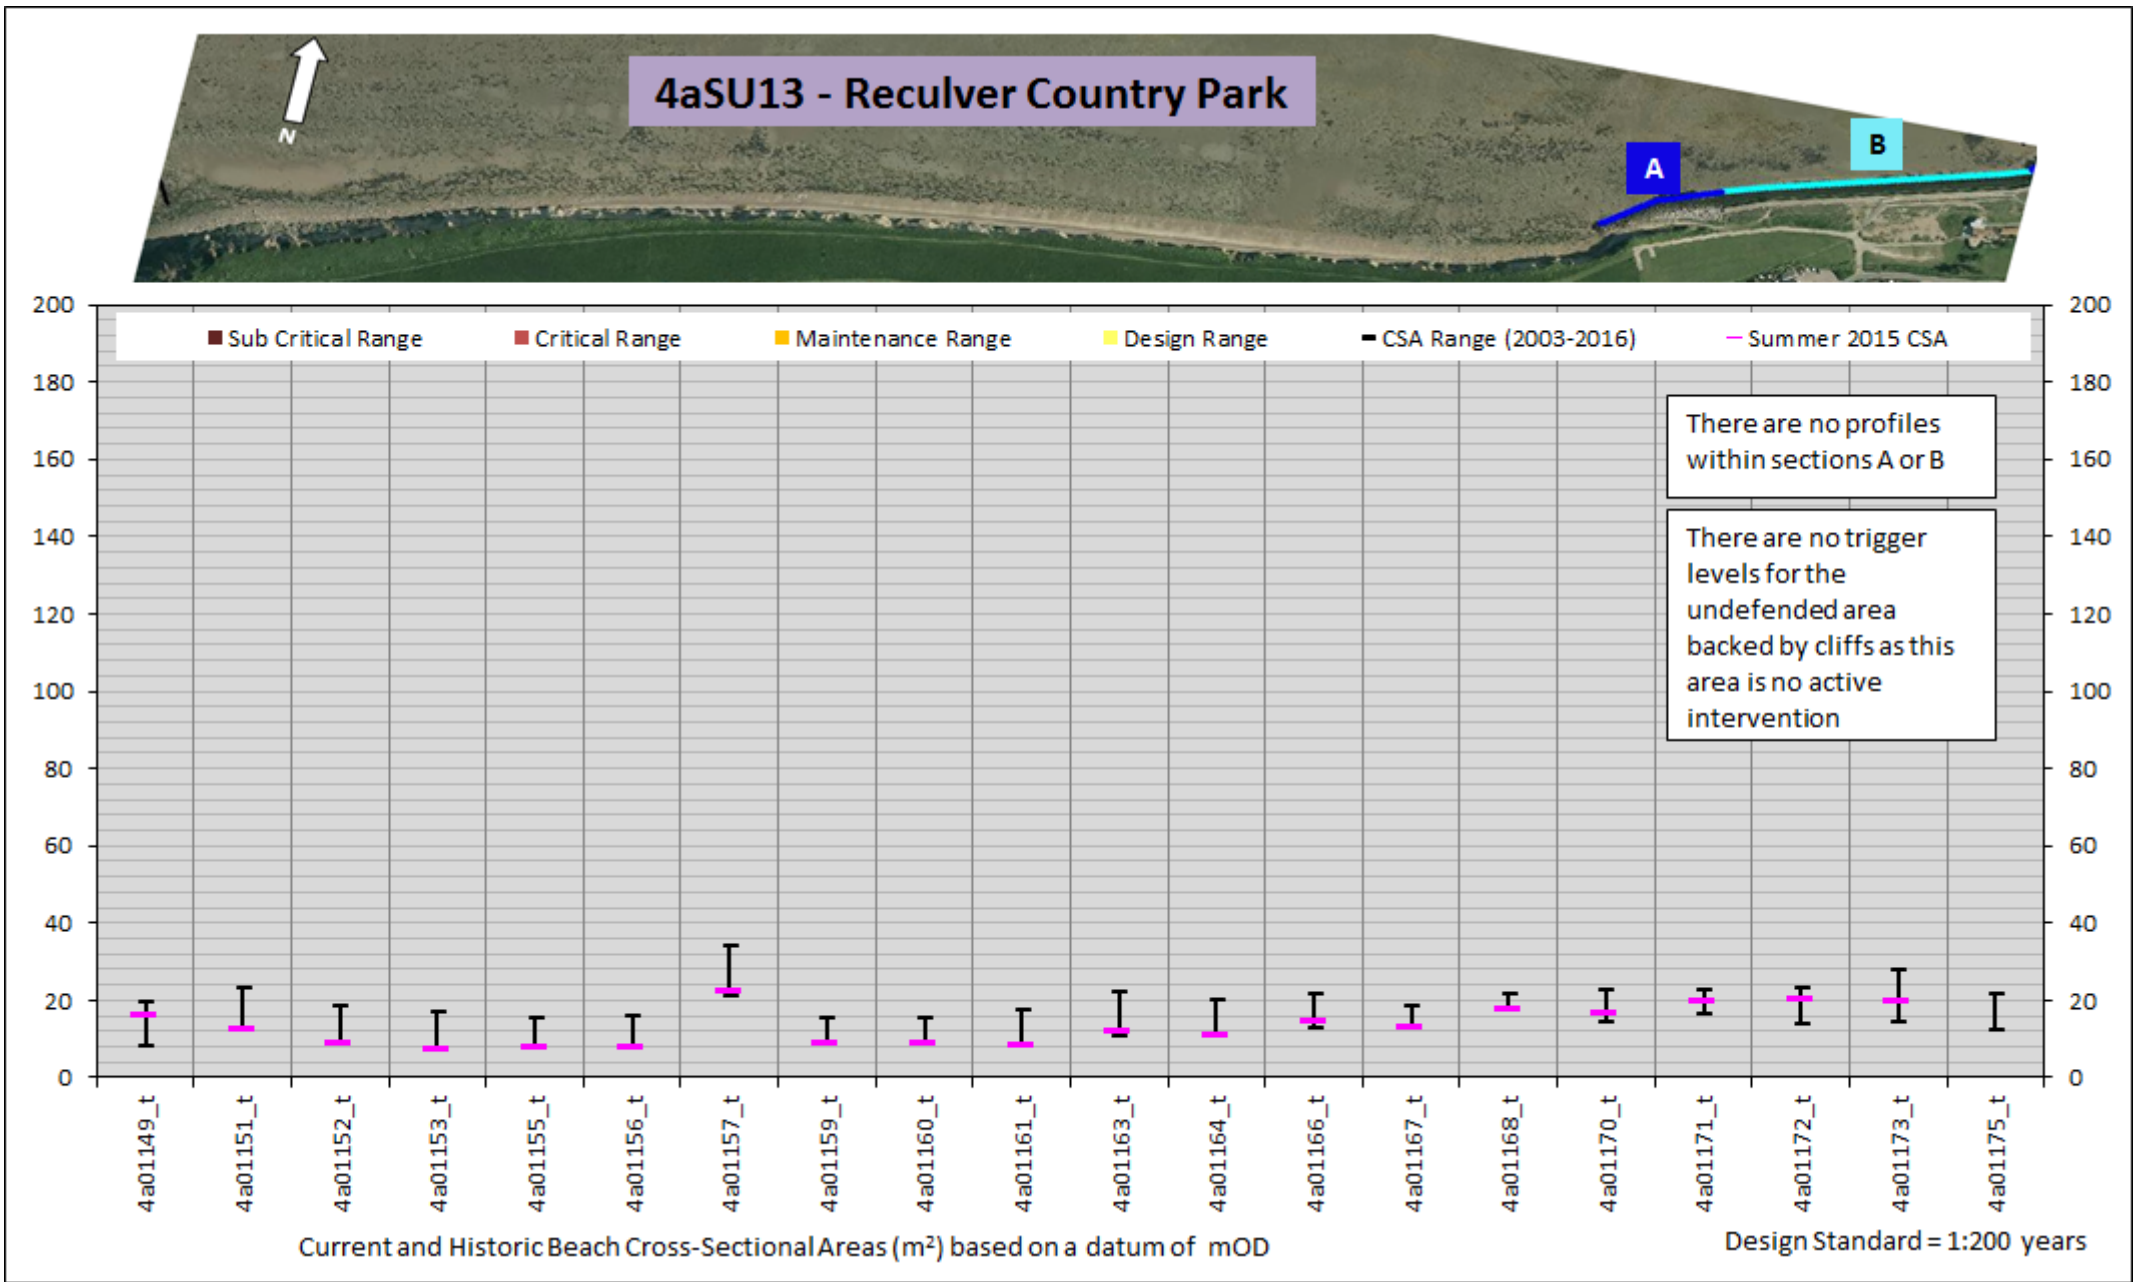 4aSU13 - Reculver Country Park
N
A
B
200
180
160
140
120
100
80
60
40
20
0
Sub Critical Range
Critical Range
Maintenance Range
Design Range
CSA Range (2003-2016)
Summer 2015 CSA
There are no profiles
within sections A or B
There are no trigger
levels for the
undefended area
backed by cliffs as this
area is no active
intervention
200
180
160
140
120
100
80
60
40
20
0
4a01149_t
4a01151_t
4a01152_t
4a01153_t
4a01155_t
4a01156_t
4a01157_t
4a01159_t
4a01160_t
4a01161_t
4a01163_t
4a01164_t
4a01166_t
4a01167_t
4a01168_t
4a01170_t
4a01171_t
4a01172_t
4a01173_t
4a01175_t
Current and Historic Beach Cross-Sectional Areas (m²) based on a datum of mOD
Design Standard = 1:200 years